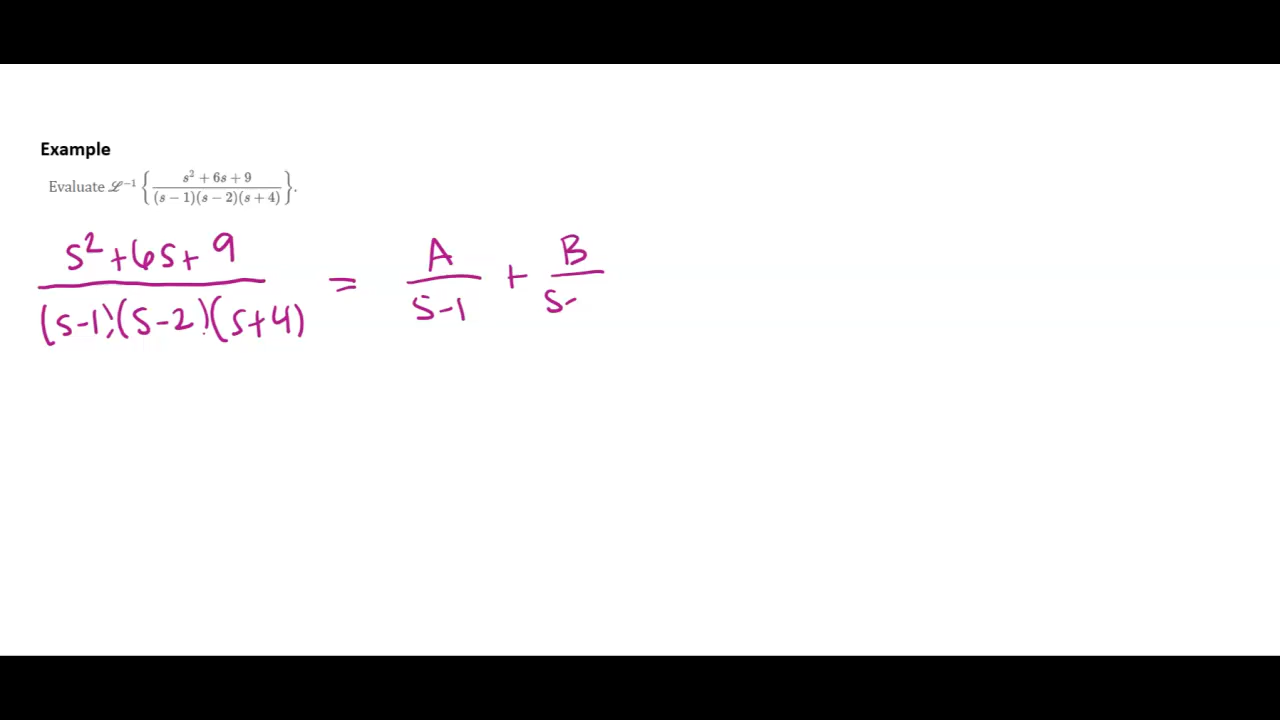 Example
Evaluate ℒ⁻¹ { (s² + 6s + 9) / ((s − 1)(s − 2)(s + 4)) }.
(s² + 6s + 9) / ((s-1)(s-2)(s+4)) = A / (s-1) + B / (s-